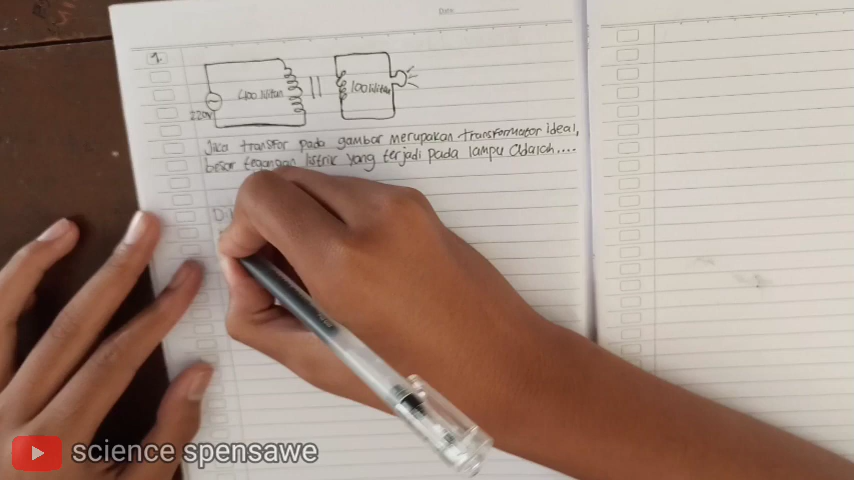 Date
1.
400 lilitan
100 lilitan
220V
Jika transfor pada gambar merupakan transformator ideal,
besar tegangan listrik yang terjadi pada lampu adalah....
science spensawe